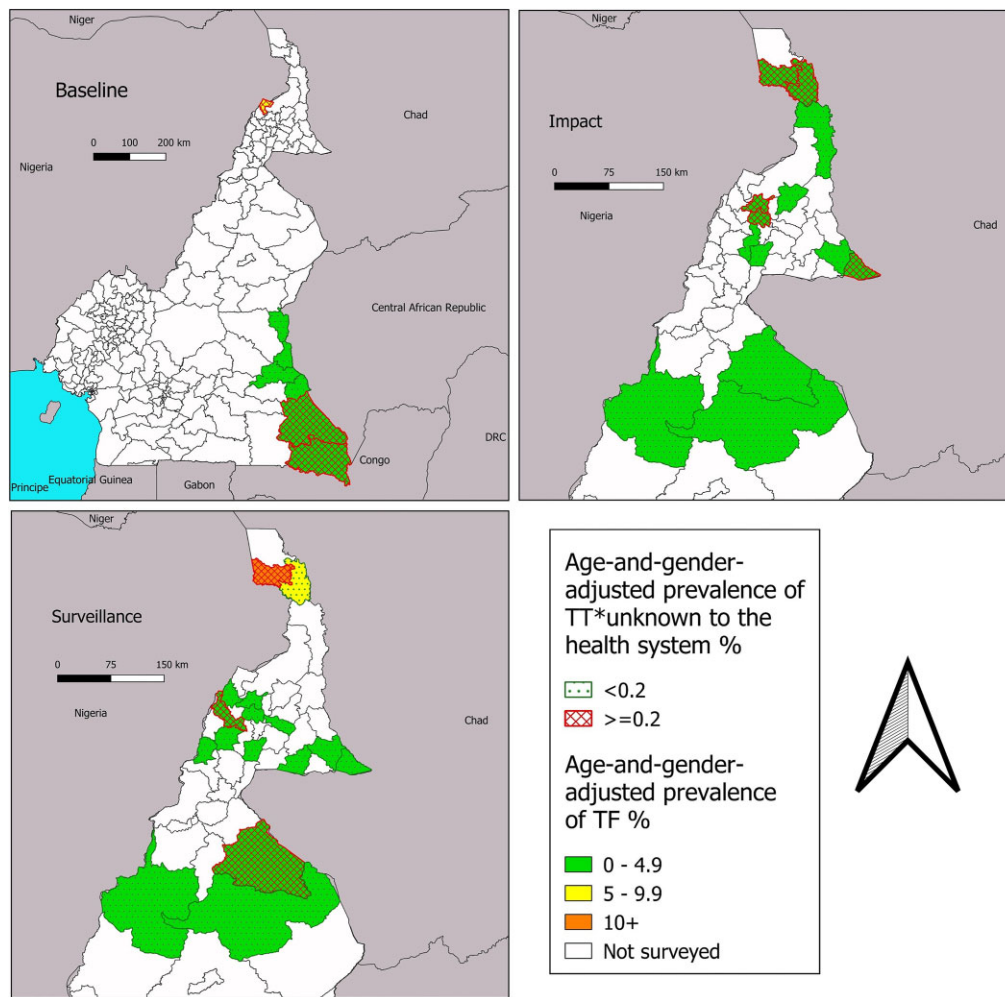 Niger
Baseline
Chad
0 100 200 km
Nigeria
Central African Republic
DRC
Congo
Equatorial Guinea
Principe
Gabon
Impact
0 75 150 km
Nigeria
Chad
Niger
Surveillance
0 75 150 km
Nigeria
Chad
Age-and-gender-
adjusted prevalence of
TT*unknown to the
health system %
<0.2
>=0.2
Age-and-gender-
adjusted prevalence
of TF %
0 - 4.9
5 - 9.9
10+
Not surveyed